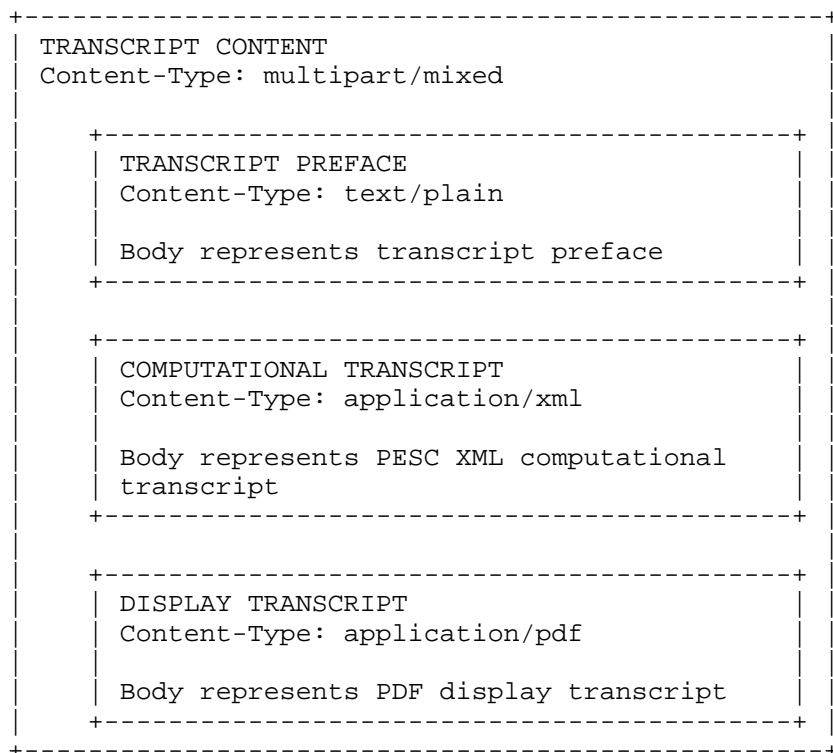 TRANSCRIPT CONTENT
Content-Type: multipart/mixed
TRANSCRIPT PREFACE
Content-Type: text/plain
Body represents transcript preface
COMPUTATIONAL TRANSCRIPT
Content-Type: application/xml
Body represents PESC XML computational
transcript
DISPLAY TRANSCRIPT
Content-Type: application/pdf
Body represents PDF display transcript